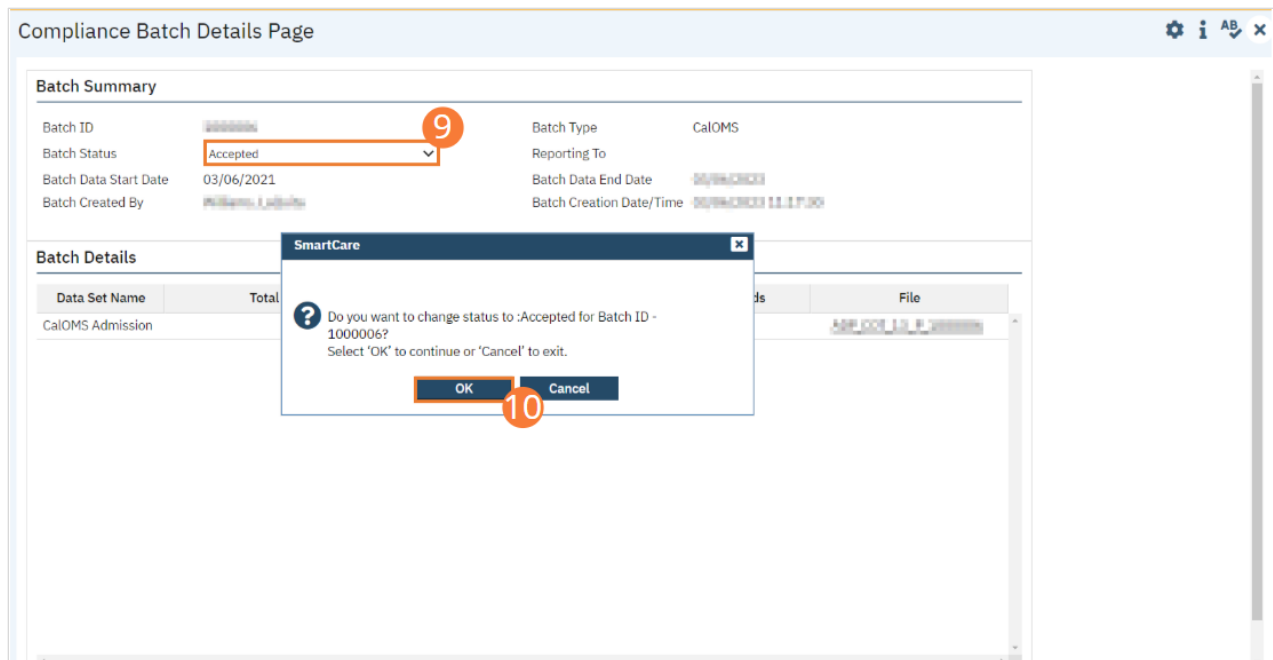 Compliance Batch Details Page
AB
Batch Summary
Batch ID
9
Batch Type CalOMS
Batch Status Accepted
Reporting To
Batch Data Start Date 03/06/2021
Batch Data End Date
Batch Created By
Batch Creation Date/Time
SmartCare
Batch Details
Data Set Name Total ds File
CalOMS Admission
Do you want to change status to :Accepted for Batch ID -
1000006?
Select 'OK' to continue or 'Cancel' to exit.
OK Cancel
10